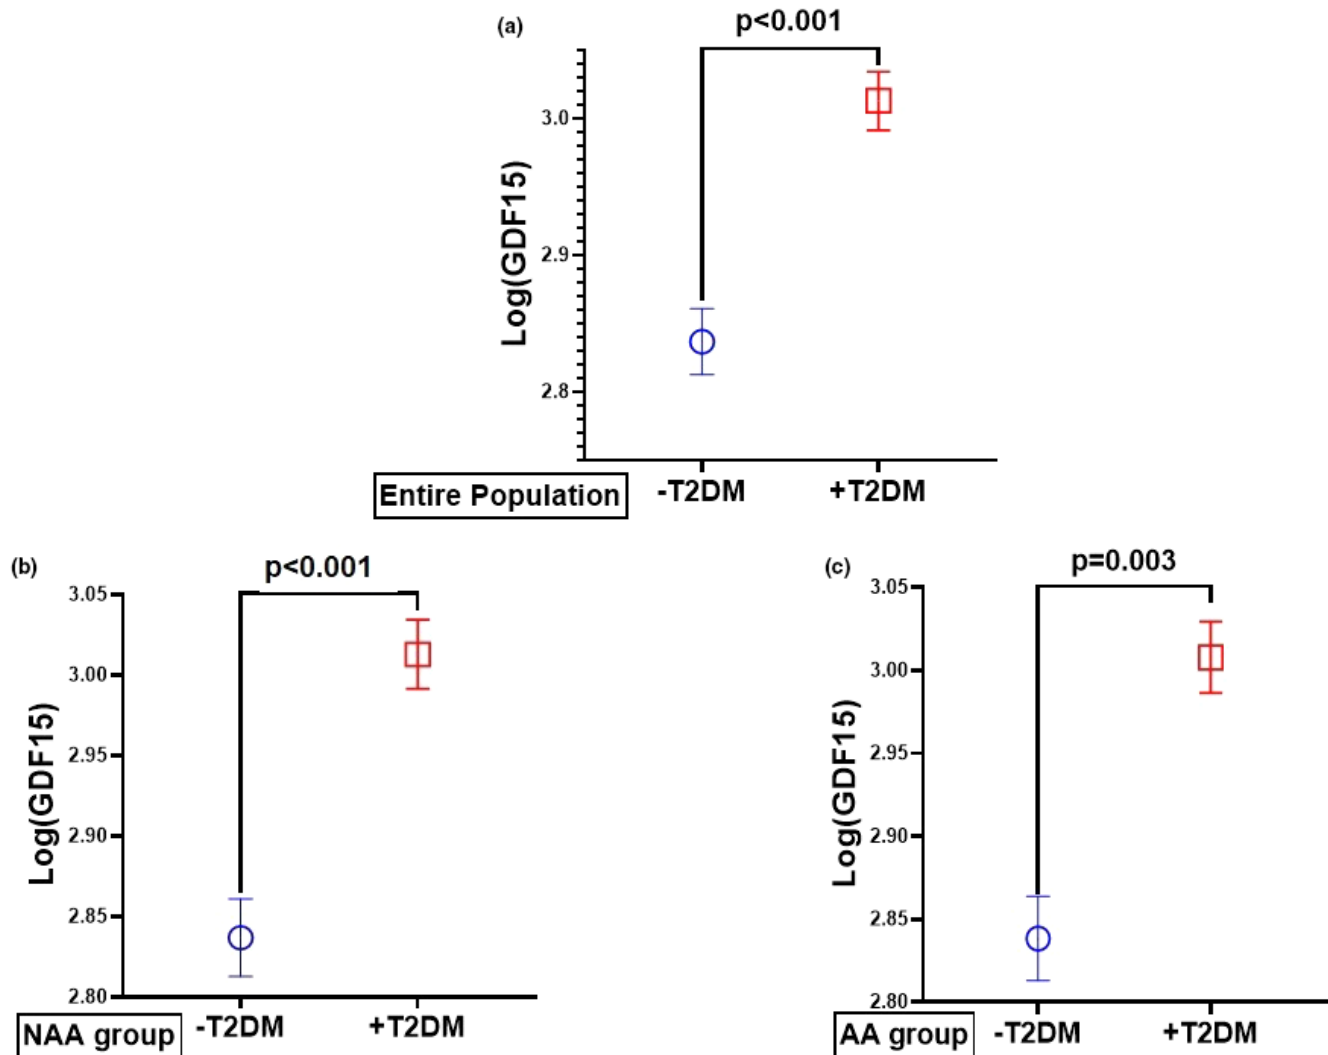 (a)
p<0.001
Log(GDF15)
3.0
2.9
2.8
Entire Population
-T2DM
+T2DM
(b)
p<0.001
Log(GDF15)
3.05
3.00
2.95
2.90
2.85
2.80
NAA group
-T2DM
+T2DM
(c)
p=0.003
Log(GDF15)
3.05
3.00
2.95
2.90
2.85
2.80
AA group
-T2DM
+T2DM